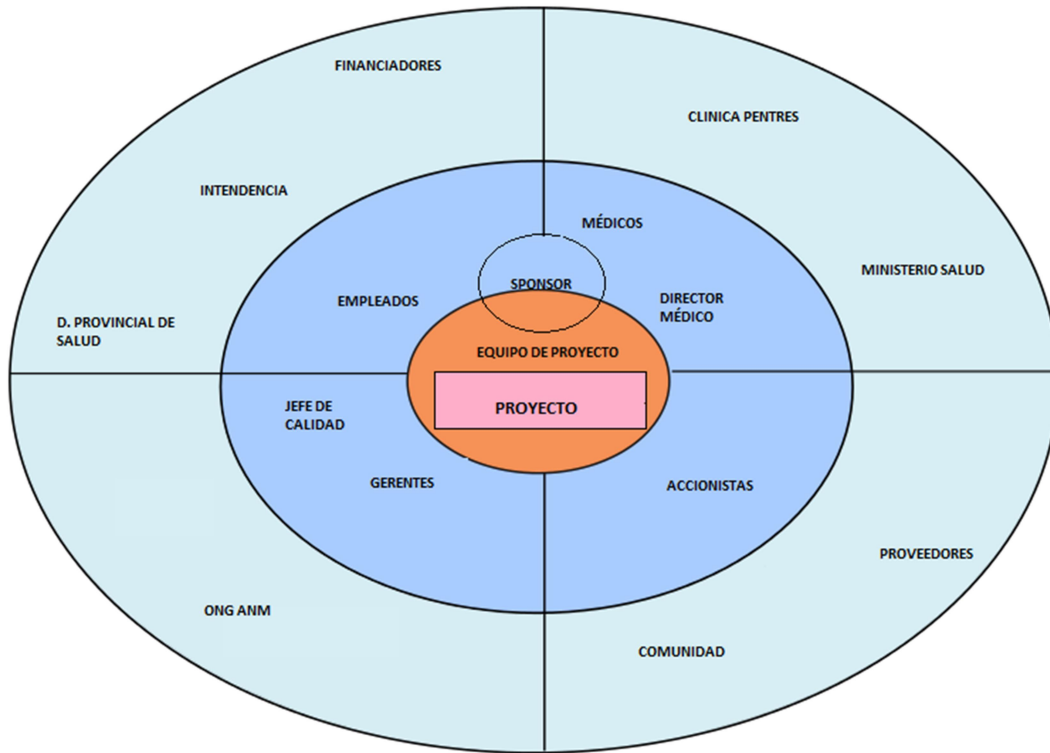 FINANCIADORES
CLINICA PENTRES
INTENDENCIA
MÉDICOS
MINISTERIO SALUD
SPONSOR
EMPLEADOS
DIRECTOR
MÉDICO
D. PROVINCIAL DE
SALUD
EQUIPO DE PROYECTO
PROYECTO
JEFE DE
CALIDAD
GERENTES
ACCIONISTAS
PROVEEDORES
ONG ANM
COMUNIDAD